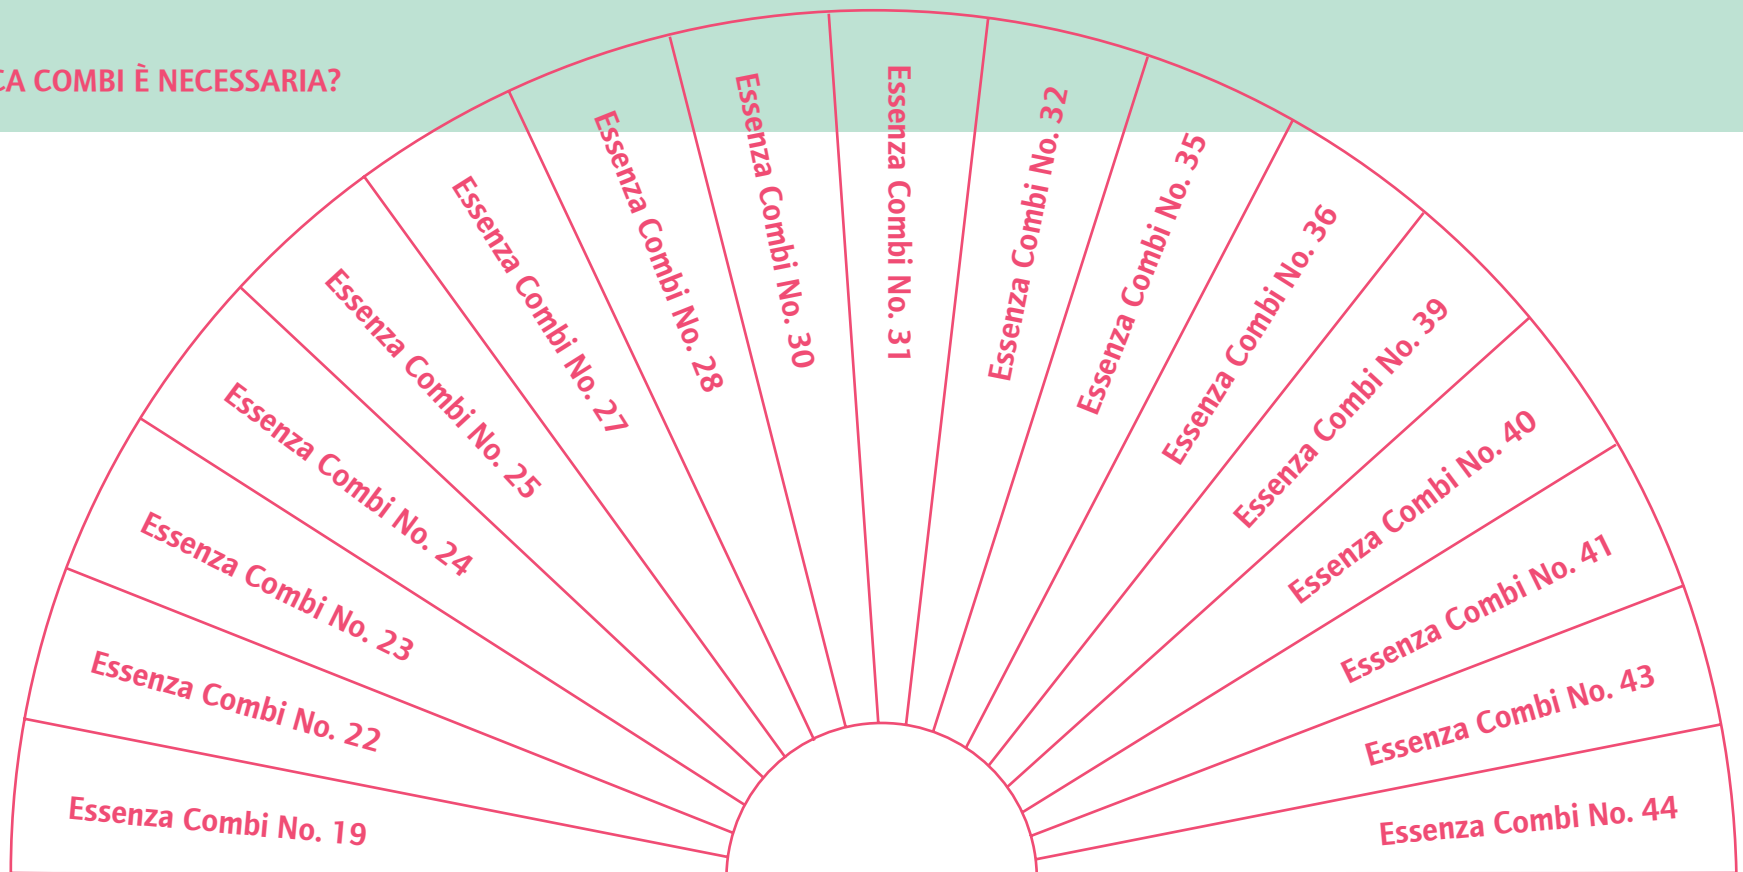 CA COMBI È NECESSARIA?
Essenza Combi No. 19
Essenza Combi No. 22
Essenza Combi No. 23
Essenza Combi No. 24
Essenza Combi No. 25
Essenza Combi No. 27
Essenza Combi No. 28
Essenza Combi No. 30
Essenza Combi No. 31
Essenza Combi No. 32
Essenza Combi No. 35
Essenza Combi No. 36
Essenza Combi No. 39
Essenza Combi No. 40
Essenza Combi No. 41
Essenza Combi No. 43
Essenza Combi No. 44